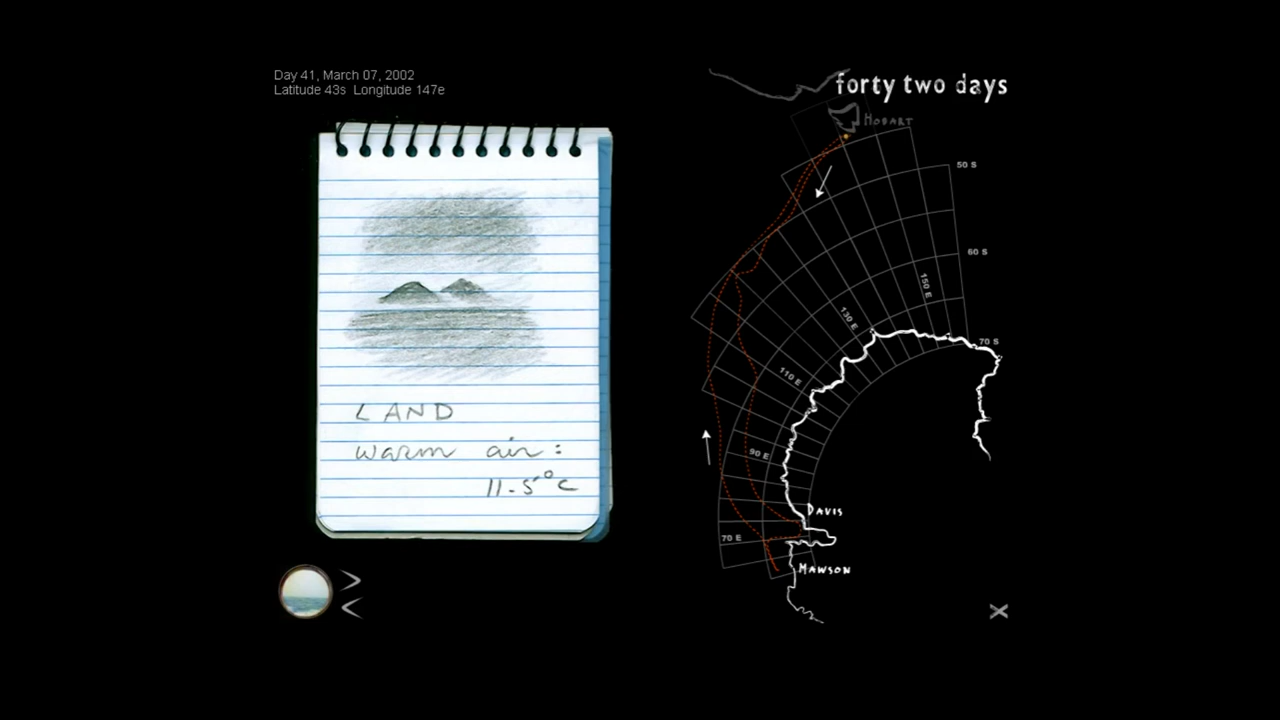 Day 41, March 07, 2002
Latitude 43s Longitude 147e
forty two days
HOBART
50 S
60 S
150 E
130 E
70 S
110 E
LAND
warm air:
11.5°C
90 E
DAVIS
70 E
MAWSON